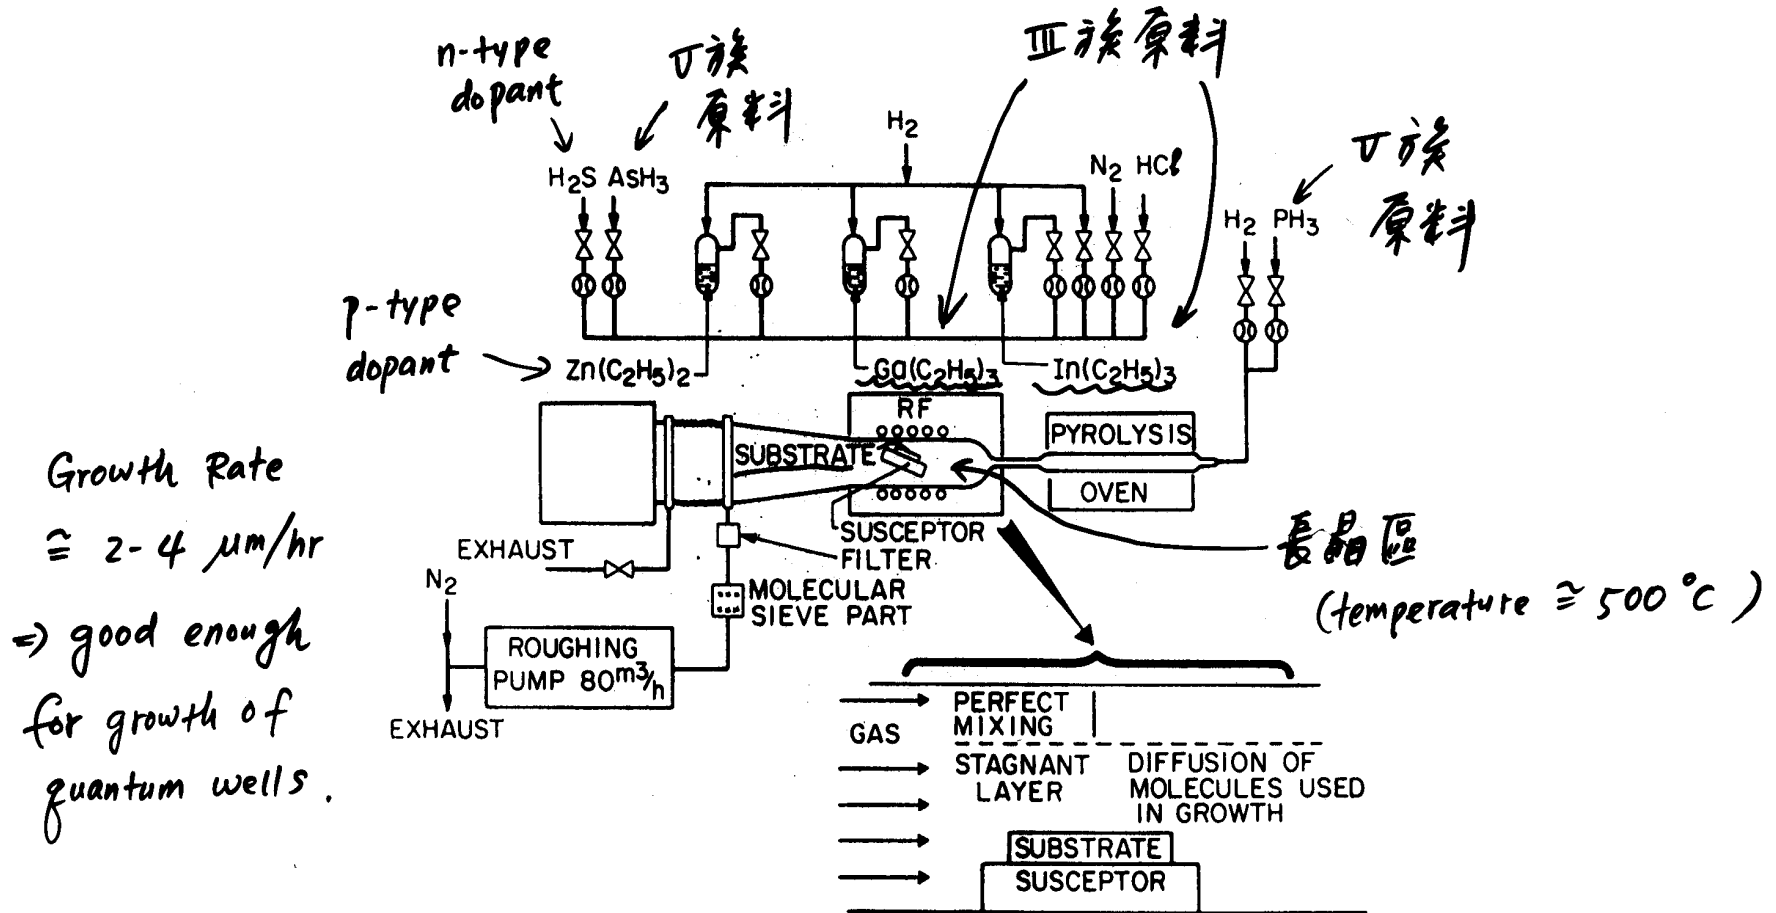 n-type
dopant
V族
原料
III族原料
V族
原料
H2
N2 HCl
H2S AsH3
H2 PH3
p-type
dopant
Zn(C2H5)2
Ga(C2H5)3
In(C2H5)3
RF
SUBSTRATE
PYROLYSIS
OVEN
SUSCEPTOR
FILTER
MOLECULAR
SIEVE PART
EXHAUST
N2
ROUGHING
PUMP 80m3/h
EXHAUST
Growth Rate
≅ 2-4 μm/hr
⇒ good enough
for growth of
quantum wells.
長晶區
(temperature ≅ 500°C)
GAS
PERFECT
MIXING
STAGNANT
LAYER
DIFFUSION OF
MOLECULES USED
IN GROWTH
SUBSTRATE
SUSCEPTOR